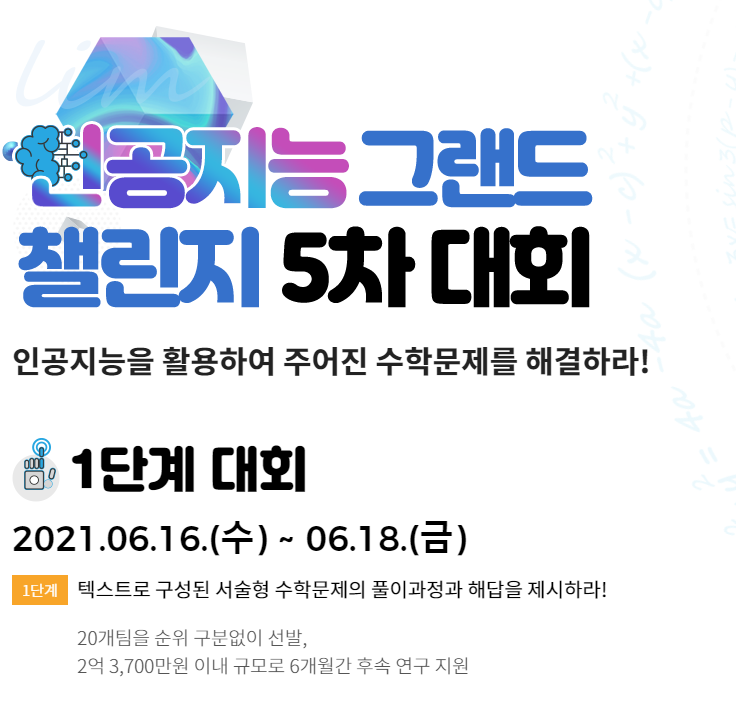 인공지능 그랜드
챌린지 5차 대회
인공지능을 활용하여 주어진 수학문제를 해결하라!
1단계 대회
2021.06.16.(수) ~ 06.18.(금)
1단계 텍스트로 구성된 서술형 수학문제의 풀이과정과 해답을 제시하라!
20개팀을 순위 구분없이 선발,
2억 3,700만원 이내 규모로 6개월간 후속 연구 지원
lim